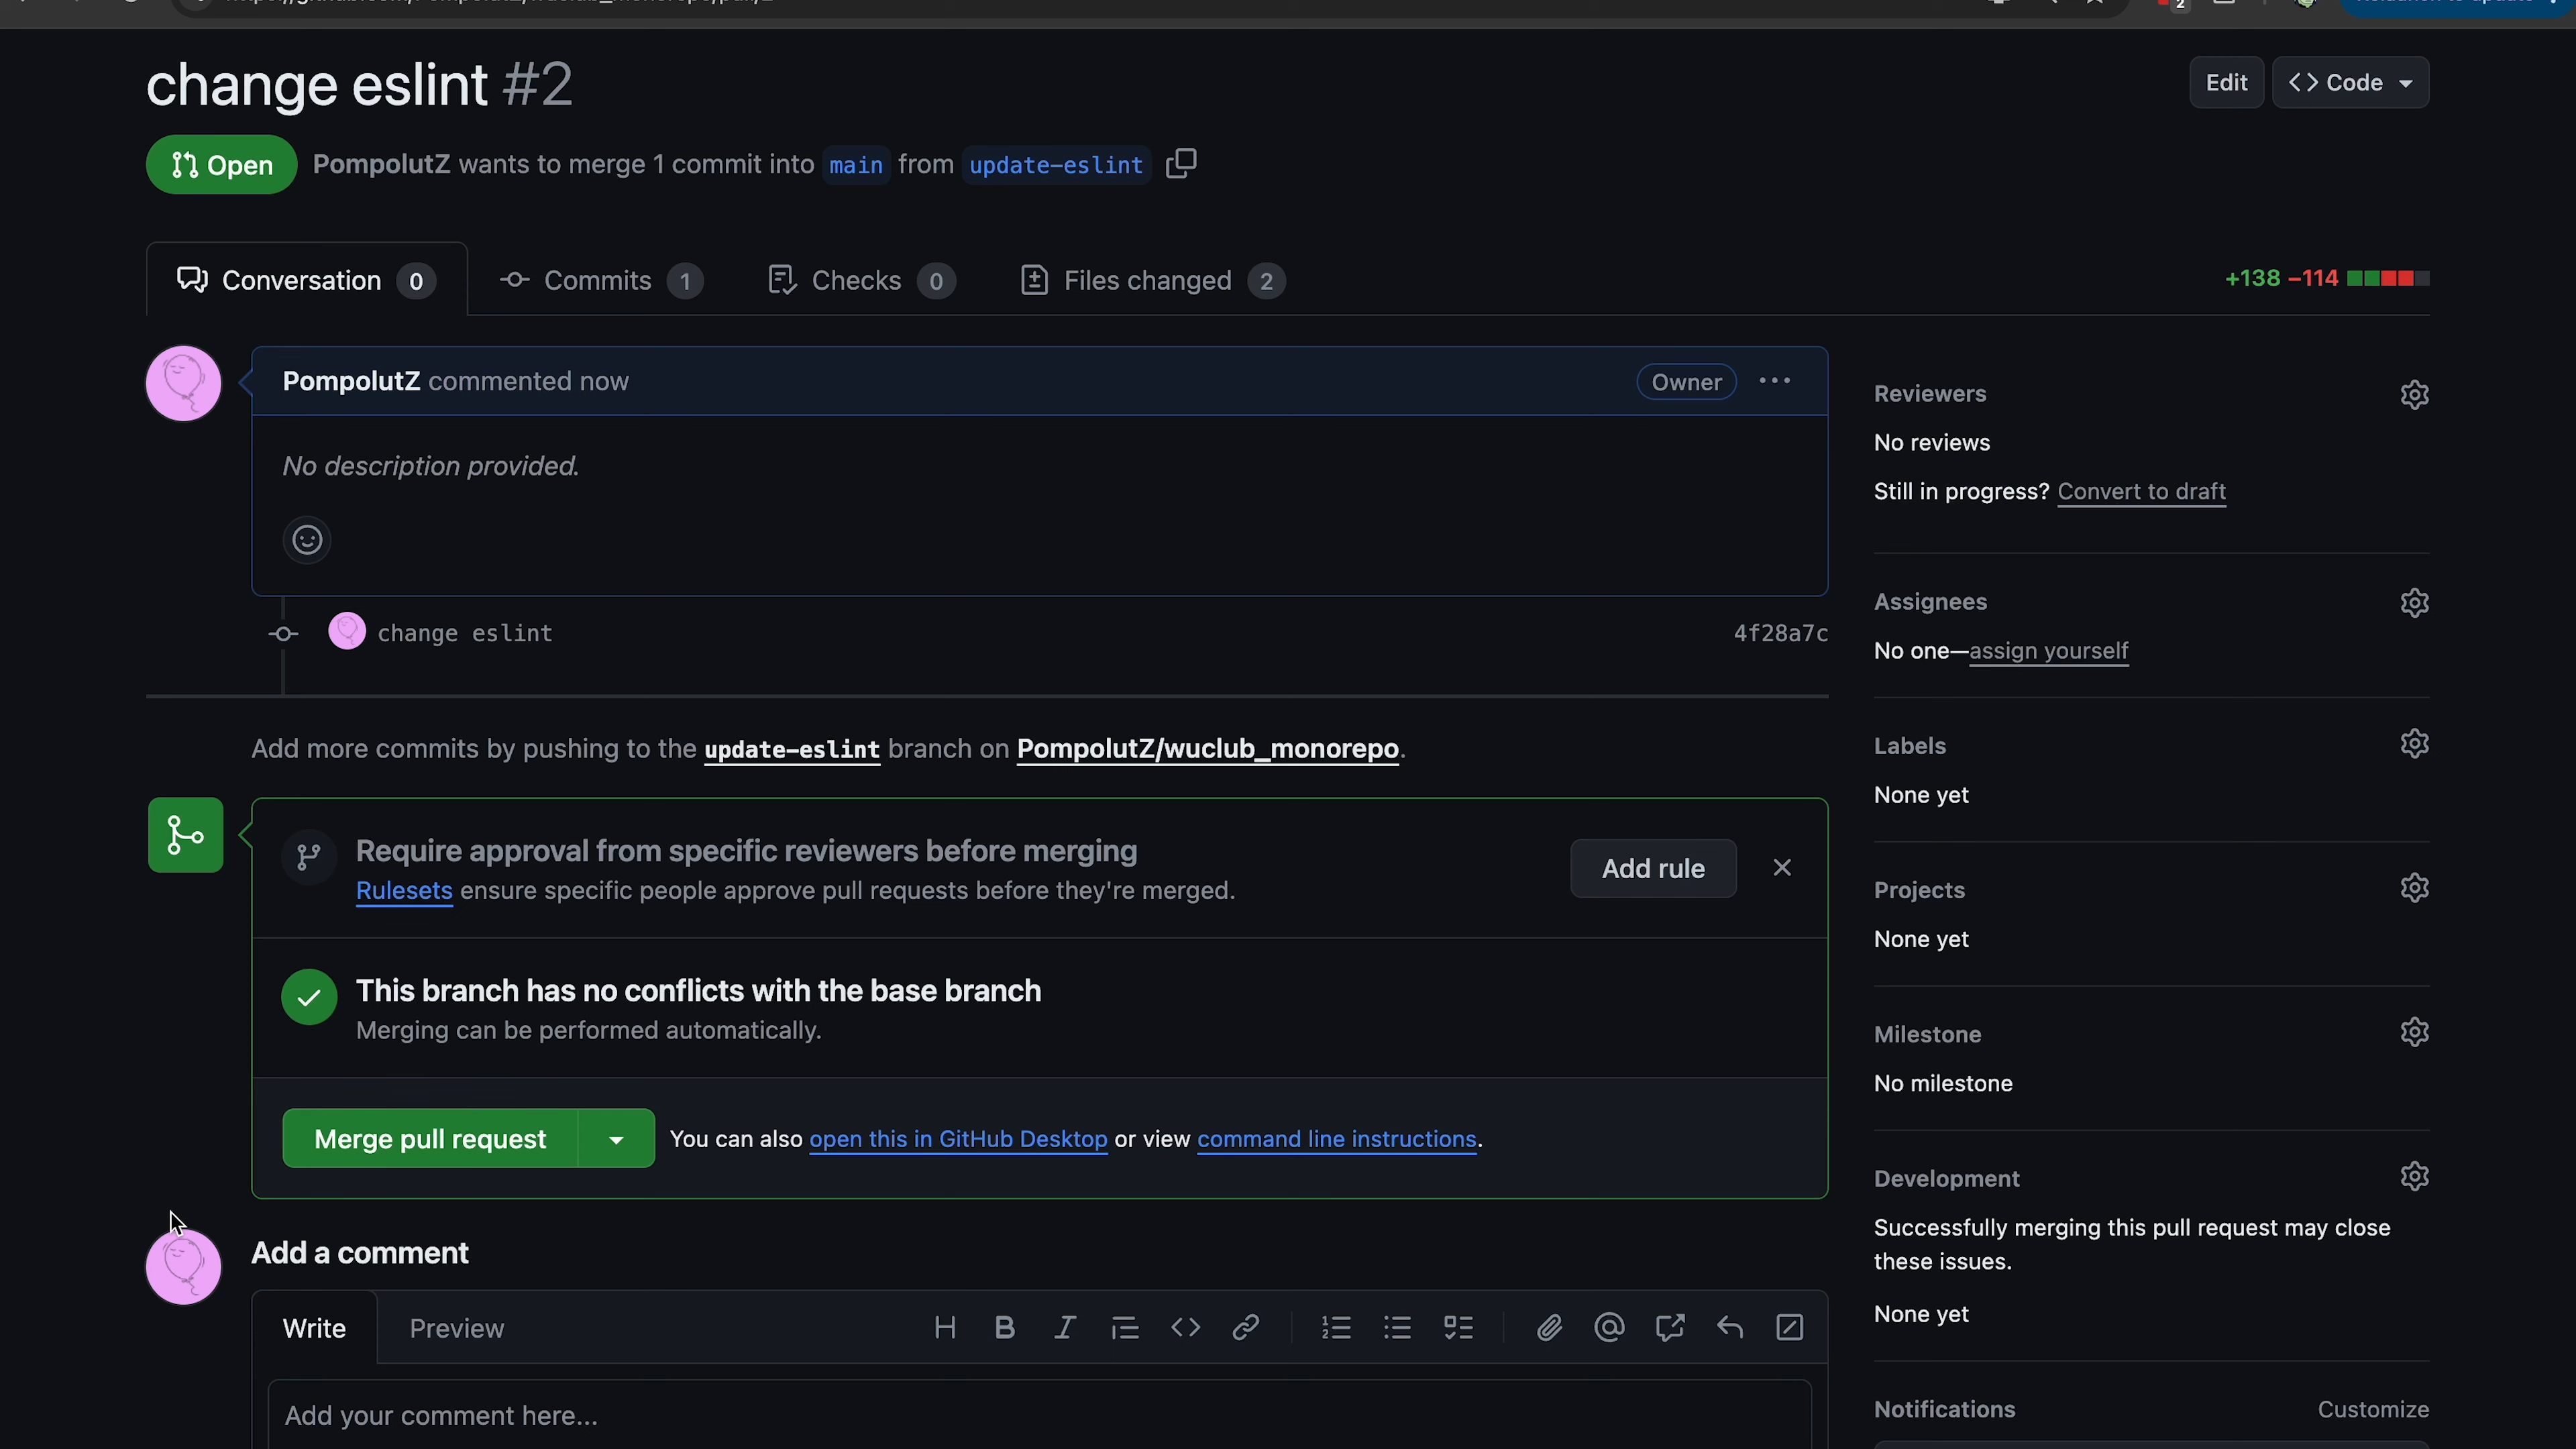 change eslint #2
Edit
Code
Open
PompolutZ wants to merge 1 commit into main from update-eslint
Conversation 0
Commits 1
Checks 0
Files changed 2
+138 −114
PompolutZ commented now
Owner
No description provided.
change eslint
4f28a7c
Add more commits by pushing to the update-eslint branch on PompolutZ/wuclub_monorepo.
Require approval from specific reviewers before merging
Rulesets ensure specific people approve pull requests before they're merged.
Add rule
This branch has no conflicts with the base branch
Merging can be performed automatically.
Merge pull request
You can also open this in GitHub Desktop or view command line instructions.
Add a comment
Write
Preview
Add your comment here...
Reviewers
No reviews
Still in progress? Convert to draft
Assignees
No one—assign yourself
Labels
None yet
Projects
None yet
Milestone
No milestone
Development
Successfully merging this pull request may close
these issues.
None yet
Notifications
Customize